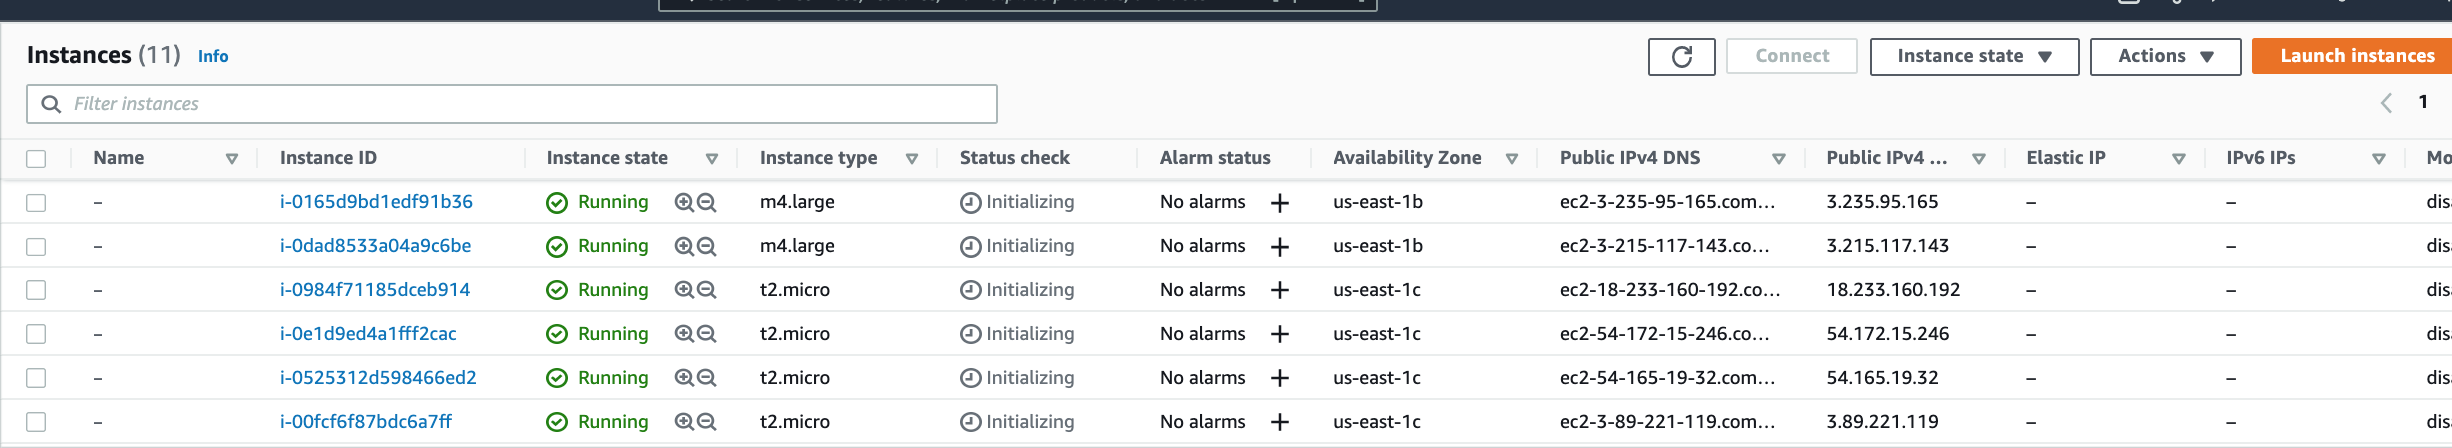 Instances (11) Info
Connect Instance state Actions Launch instances
Filter instances
1
Name Instance ID Instance state Instance type Status check Alarm status Availability Zone Public IPv4 DNS Public IPv4 ... Elastic IP IPv6 IPs Mo
– i-0165d9bd1edf91b36 Running m4.large Initializing No alarms + us-east-1b ec2-3-235-95-165.com... 3.235.95.165 – – disa
– i-0dad8533a04a9c6be Running m4.large Initializing No alarms + us-east-1b ec2-3-215-117-143.co... 3.215.117.143 – – disa
– i-0984f71185dceb914 Running t2.micro Initializing No alarms + us-east-1c ec2-18-233-160-192.co... 18.233.160.192 – – disa
– i-0e1d9ed4a1fff2cac Running t2.micro Initializing No alarms + us-east-1c ec2-54-172-15-246.co... 54.172.15.246 – – disa
– i-0525312d598466ed2 Running t2.micro Initializing No alarms + us-east-1c ec2-54-165-19-32.com... 54.165.19.32 – – disa
– i-00fcf6f87bdc6a7ff Running t2.micro Initializing No alarms + us-east-1c ec2-3-89-221-119.com... 3.89.221.119 – – disa